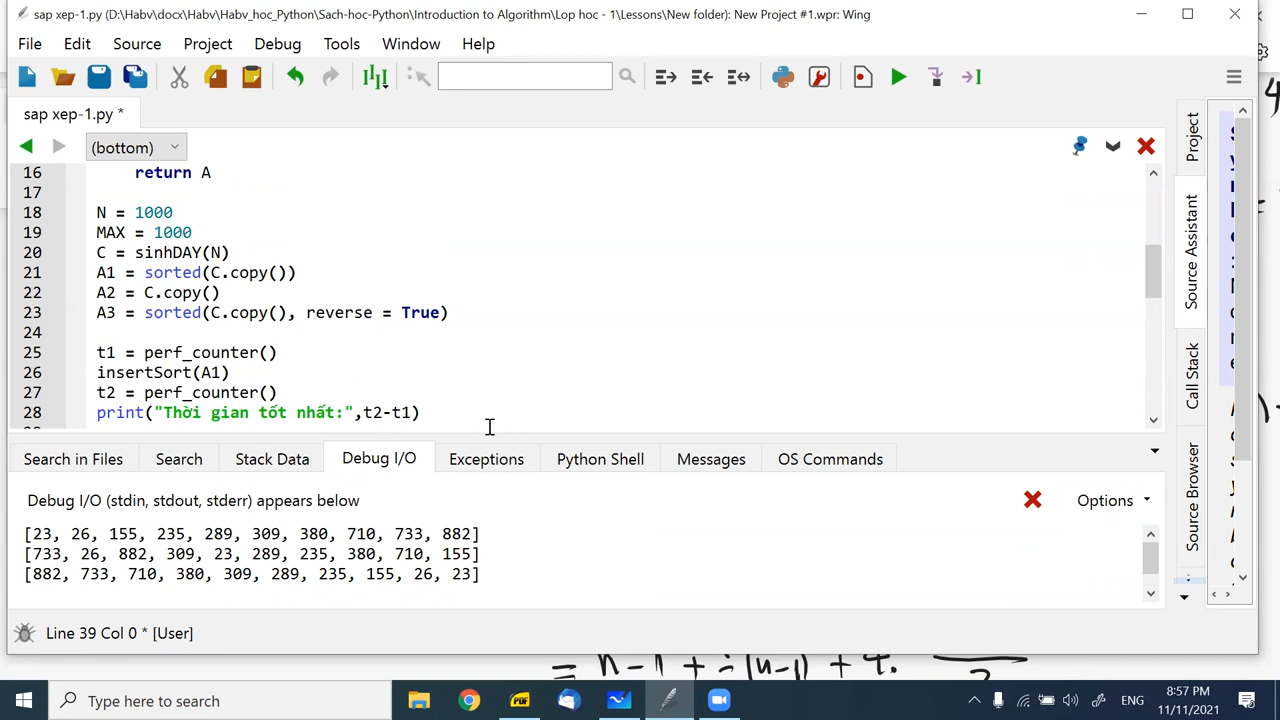 sap xep-1.py (D:\Habv\docx\Habv\Habv_hoc_Python\Sach-hoc-Python\Introduction to Algorithm\Lop hoc - 1\Lessons\New folder): New Project #1.wpr: Wing
File Edit Source Project Debug Tools Window Help
sap xep-1.py *
(bottom)
16 return A
17
18 N = 1000
19 MAX = 1000
20 C = sinhDAY(N)
21 A1 = sorted(C.copy())
22 A2 = C.copy()
23 A3 = sorted(C.copy(), reverse = True)
24
25 t1 = perf_counter()
26 insertSort(A1)
27 t2 = perf_counter()
28 print("Thời gian tốt nhất:",t2-t1)
Project
Source Assistant
Call Stack
Source Browser
Search in Files Search Stack Data Debug I/O Exceptions Python Shell Messages OS Commands
Debug I/O (stdin, stdout, stderr) appears below
Options
[23, 26, 155, 235, 289, 309, 380, 710, 733, 882]
[733, 26, 882, 309, 23, 289, 235, 380, 710, 155]
[882, 733, 710, 380, 309, 289, 235, 155, 26, 23]
Line 39 Col 0 * [User]
Type here to search
PDF
ENG
8:57 PM
11/11/2021